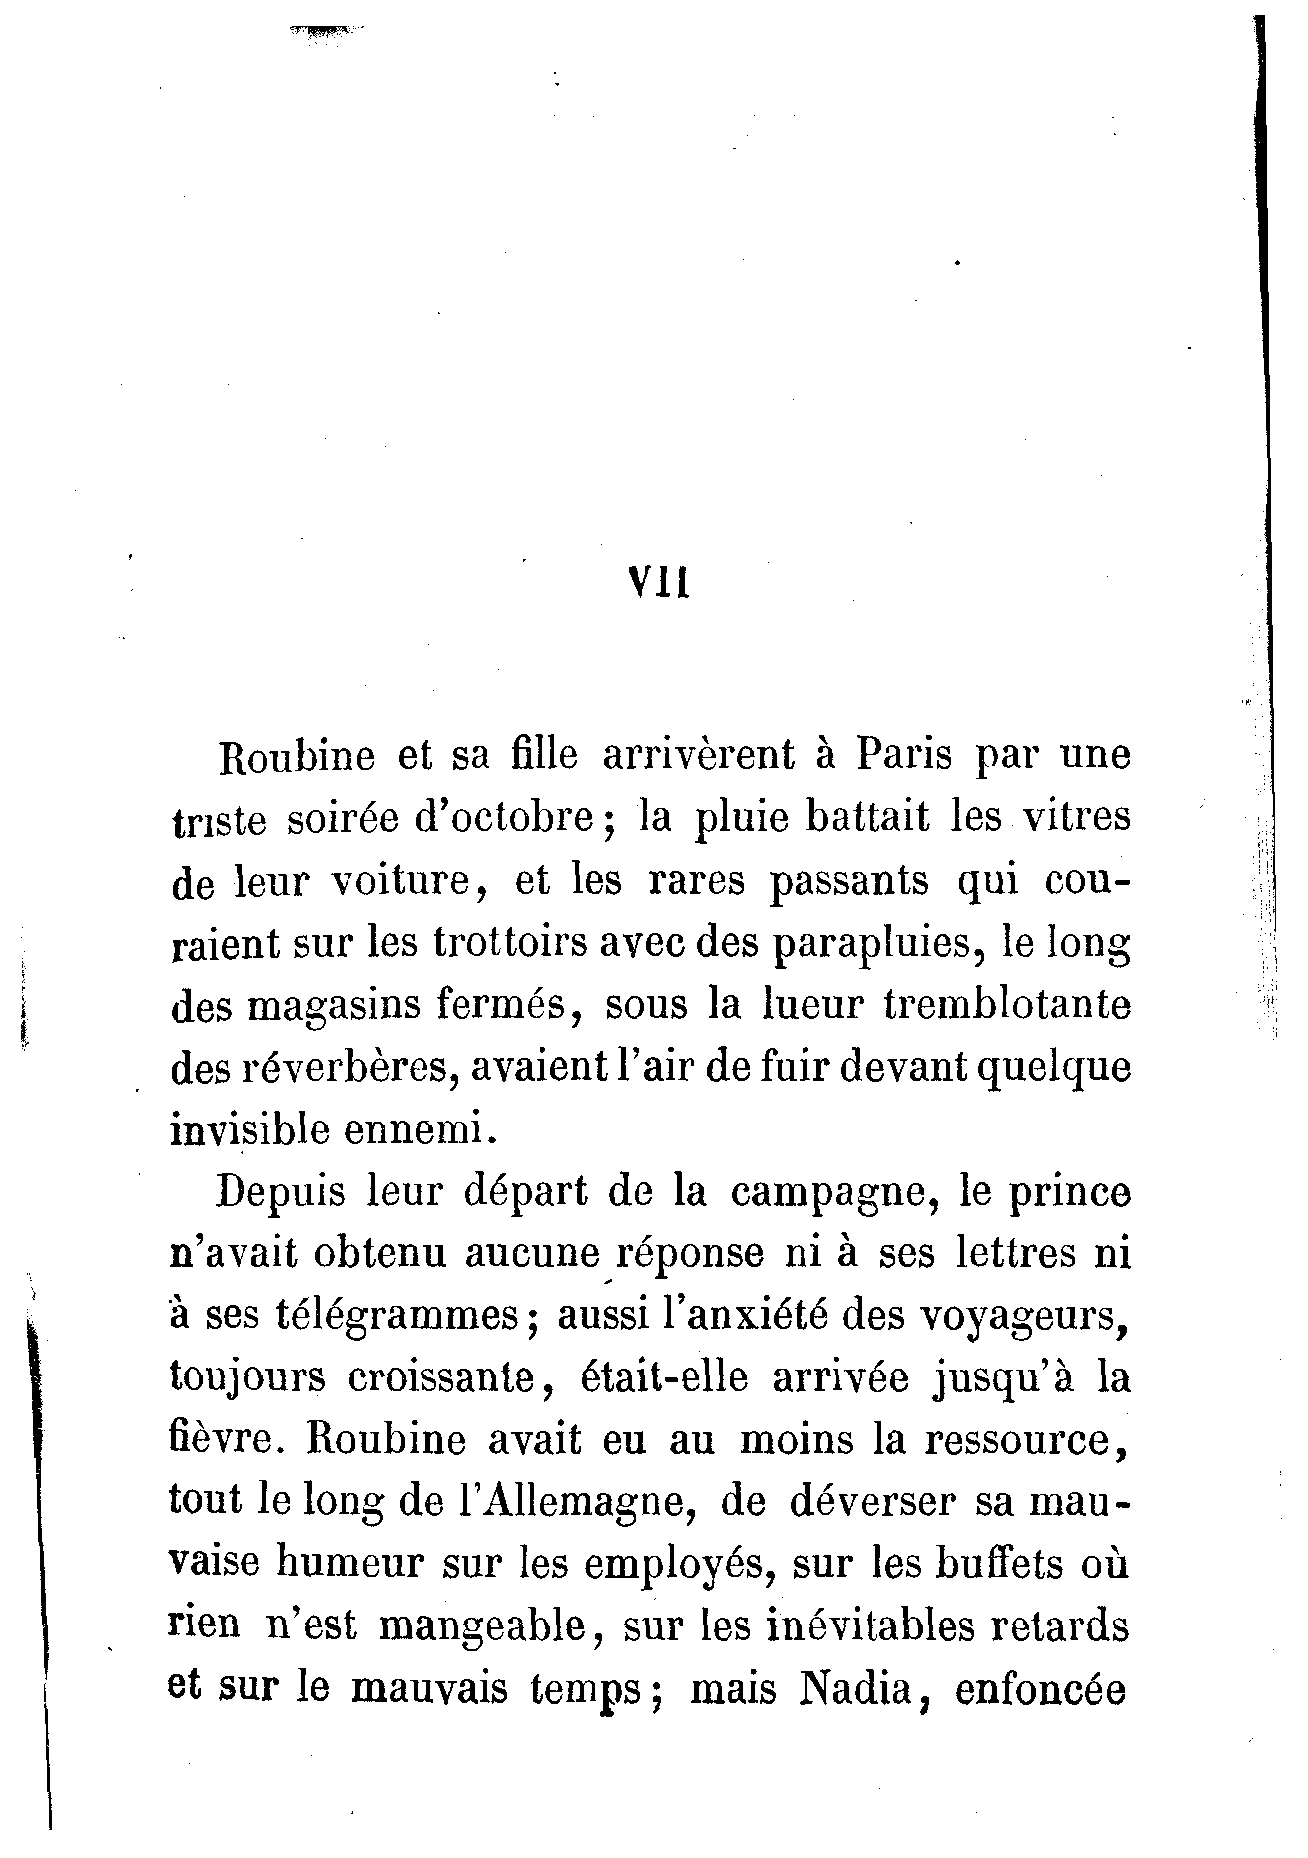 VII
Roubine et sa fille arrivèrent à Paris par une
triste soirée d'octobre ; la pluie battait les vitres
de leur voiture, et les rares passants qui cou-
raient sur les trottoirs avec des parapluies, le long
des magasins fermés, sous la lueur tremblotante
des réverbères, avaient l'air de fuir devant quelque
invisible ennemi.
Depuis leur départ de la campagne, le prince
n'avait obtenu aucune réponse ni à ses lettres ni
à ses télégrammes ; aussi l'anxiété des voyageurs,
toujours croissante, était-elle arrivée jusqu'à la
fièvre. Roubine avait eu au moins la ressource,
tout le long de l'Allemagne, de déverser sa mau-
vaise humeur sur les employés, sur les buffets où
rien n'est mangeable, sur les inévitables retards
et sur le mauvais temps ; mais Nadia, enfoncée